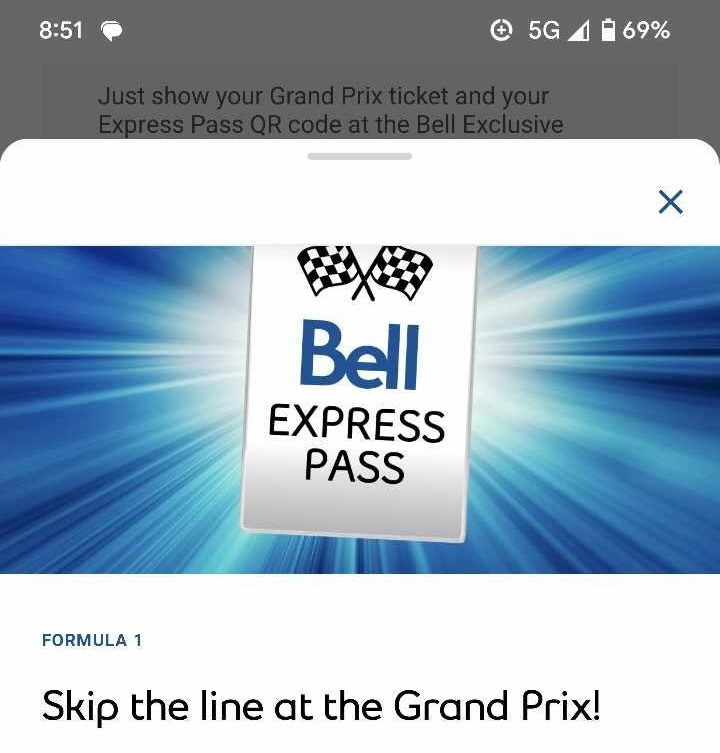 8:51
5G 69%
Just show your Grand Prix ticket and your
Express Pass QR code at the Bell Exclusive
Bell
EXPRESS
PASS
FORMULA 1
Skip the line at the Grand Prix!